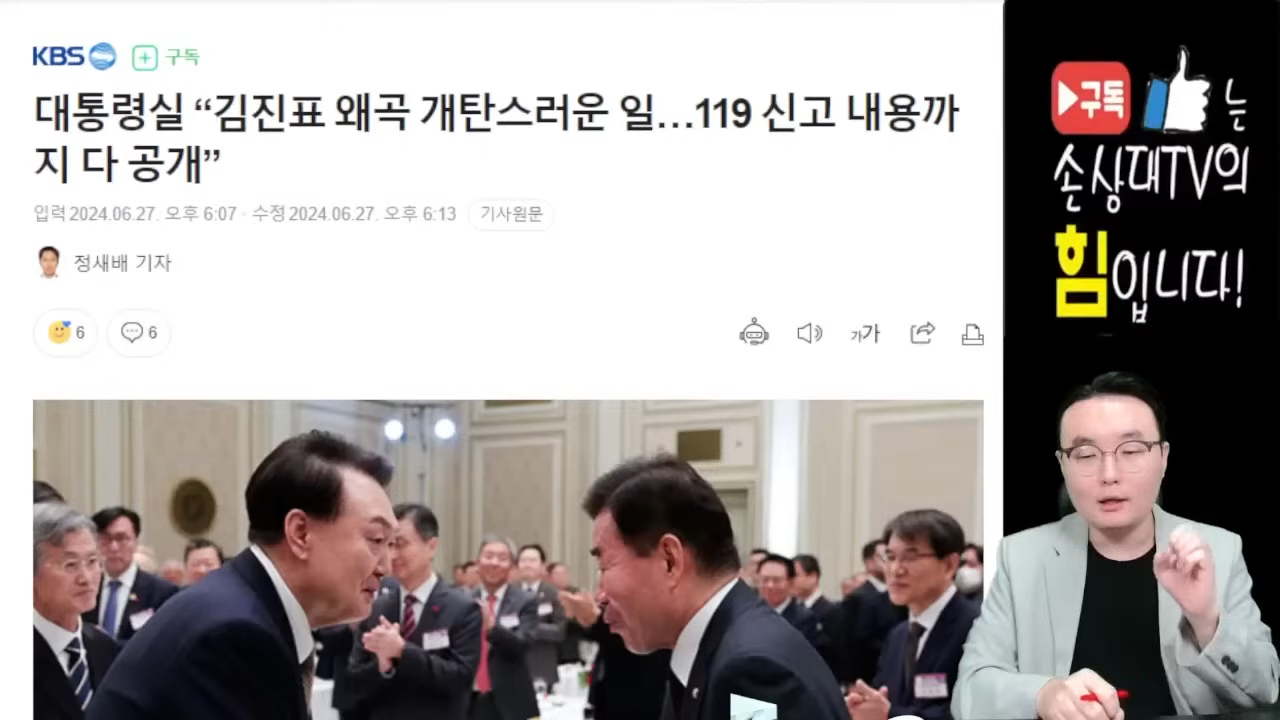 KBS 구독
대통령실 “김진표 왜곡 개탄스러운 일…119 신고 내용까
지 다 공개”
입력 2024.06.27. 오후 6:07 · 수정 2024.06.27. 오후 6:13 기사원문
정새배 기자
6 6
가가
구독 는
손상대TV의
힘입니다!